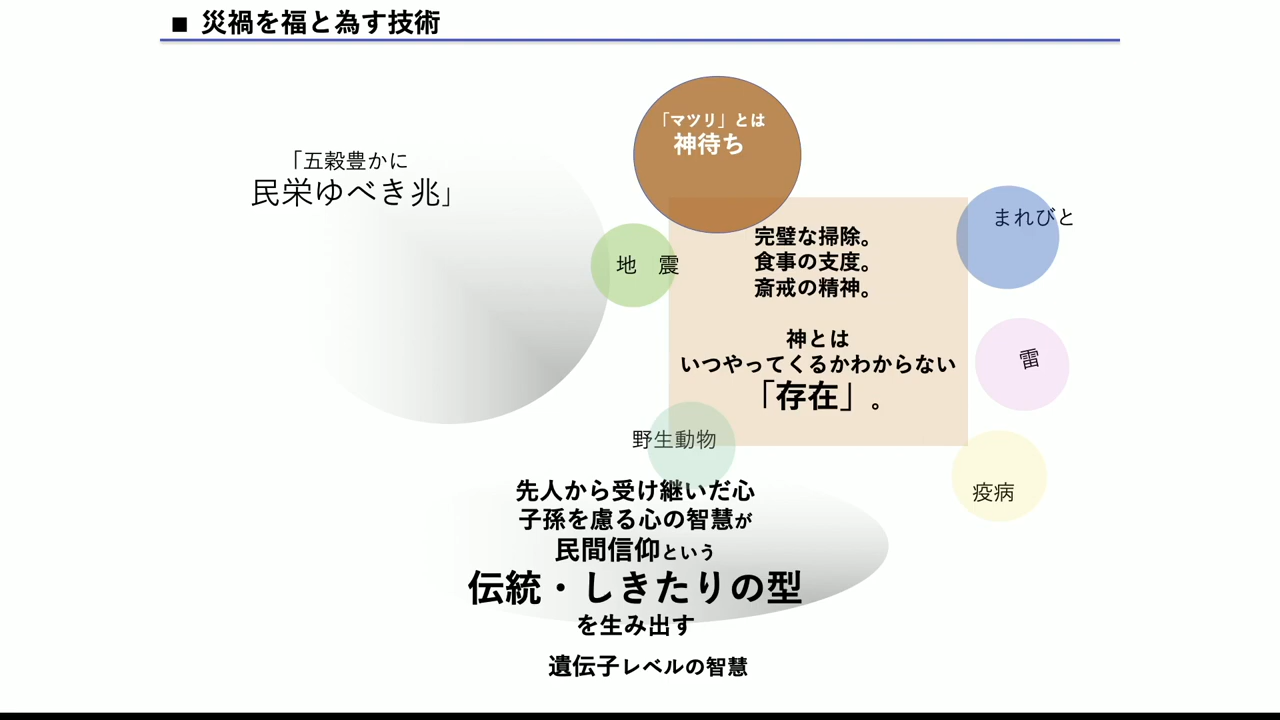 ■ 災禍を福と為す技術
「マツリ」とは
神待ち
「五穀豊かに
民栄ゆべき兆」
まれびと
地　震
完璧な掃除。
食事の支度。
斎戒の精神。
神とは
いつやってくるかわからない
「存在」。
雷
野生動物
疫病
先人から受け継いだ心
子孫を慮る心の智慧が
民間信仰という
伝統・しきたりの型
を生み出す
遺伝子レベルの智慧